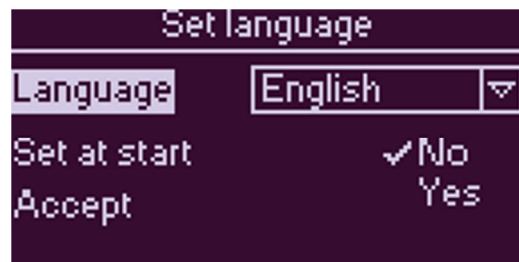 Set language
Language English
Set at start ✓No
Yes
Accept